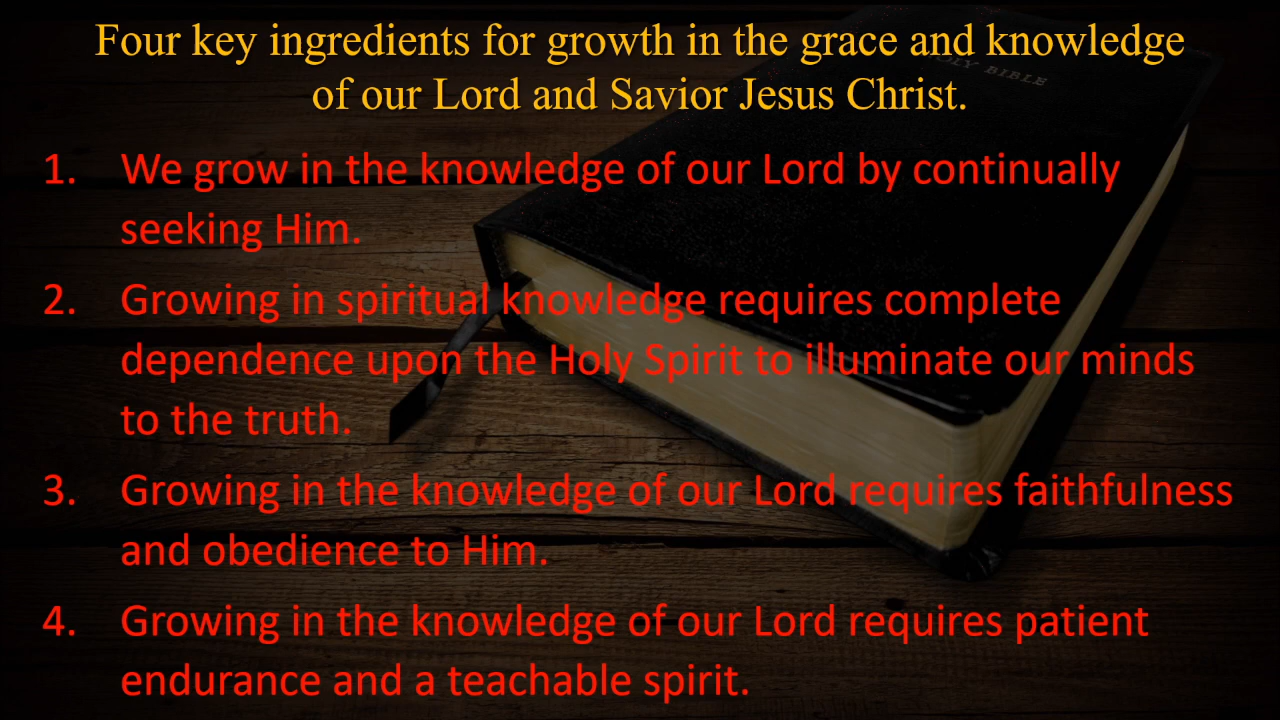 Four key ingredients for growth in the grace and knowledge
of our Lord and Savior Jesus Christ.
HOLY BIBLE
1. We grow in the knowledge of our Lord by continually
seeking Him.
2. Growing in spiritual knowledge requires complete
dependence upon the Holy Spirit to illuminate our minds
to the truth.
3. Growing in the knowledge of our Lord requires faithfulness
and obedience to Him.
4. Growing in the knowledge of our Lord requires patient
endurance and a teachable spirit.